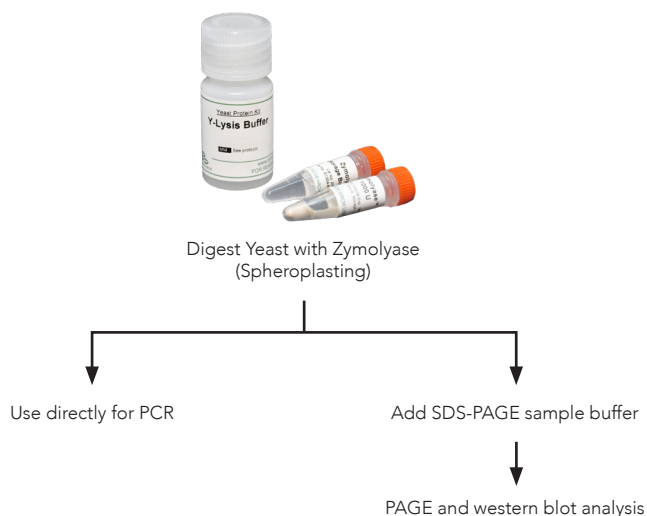 Yeast Protein Kit
Y-Lysis Buffer
See protocol
Digest Yeast with Zymolyase
(Spheroplasting)
Use directly for PCR
Add SDS-PAGE sample buffer
PAGE and western blot analysis